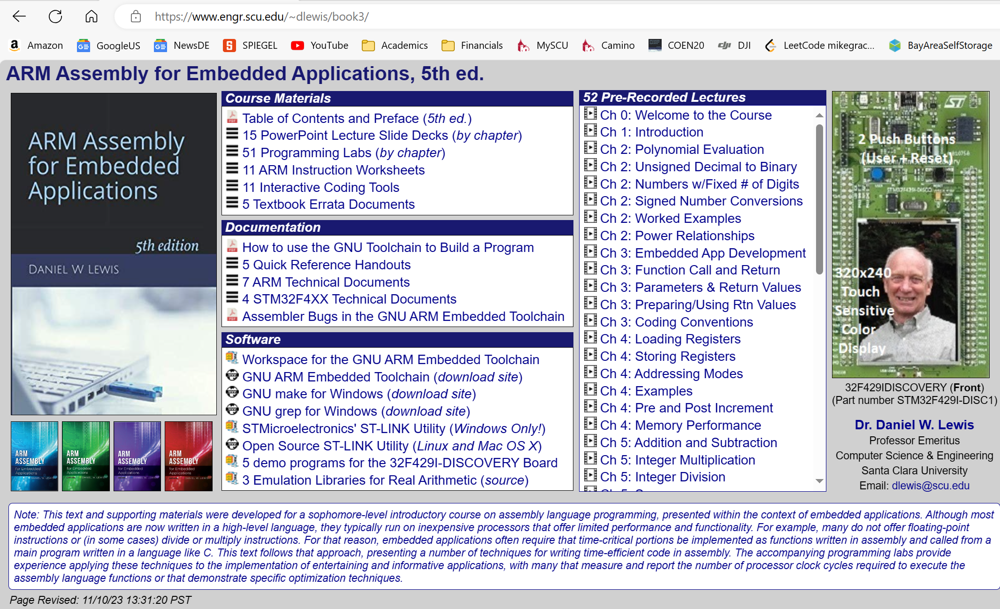 https://www.engr.scu.edu/~dlewis/book3/
Amazon
GoogleUS
NewsDE
SPIEGEL
YouTube
Academics
Financials
MySCU
Camino
COEN20
DJI
LeetCode mikegrac...
BayAreaSelfStorage
ARM Assembly for Embedded Applications, 5th ed.
ARM Assembly
for Embedded
Applications
5th edition
DANIEL W LEWIS
ARM
ASSEMBLY
for Embedded
Applications
DANIEL W. LEWIS
ARM
ASSEMBLY
for Embedded
Applications
DANIEL W. LEWIS
ARM
ASSEMBLY
for Embedded
Applications
DANIEL W. LEWIS
ARM
ASSEMBLY
for Embedded
Applications
DANIEL W. LEWIS
Course Materials
Table of Contents and Preface (5th ed.)
15 PowerPoint Lecture Slide Decks (by chapter)
51 Programming Labs (by chapter)
11 ARM Instruction Worksheets
11 Interactive Coding Tools
5 Textbook Errata Documents
Documentation
How to use the GNU Toolchain to Build a Program
5 Quick Reference Handouts
7 ARM Technical Documents
4 STM32F4XX Technical Documents
Assembler Bugs in the GNU ARM Embedded Toolchain
Software
Workspace for the GNU ARM Embedded Toolchain
GNU ARM Embedded Toolchain (download site)
GNU make for Windows (download site)
GNU grep for Windows (download site)
STMicroelectronics' ST-LINK Utility (Windows Only!)
Open Source ST-LINK Utility (Linux and Mac OS X)
5 demo programs for the 32F429I-DISCOVERY Board
3 Emulation Libraries for Real Arithmetic (source)
52 Pre-Recorded Lectures
Ch 0: Welcome to the Course
Ch 1: Introduction
Ch 2: Polynomial Evaluation
Ch 2: Unsigned Decimal to Binary
Ch 2: Numbers w/Fixed # of Digits
Ch 2: Signed Number Conversions
Ch 2: Worked Examples
Ch 2: Power Relationships
Ch 3: Embedded App Development
Ch 3: Function Call and Return
Ch 3: Parameters & Return Values
Ch 3: Preparing/Using Rtn Values
Ch 3: Coding Conventions
Ch 4: Loading Registers
Ch 4: Storing Registers
Ch 4: Addressing Modes
Ch 4: Examples
Ch 4: Pre and Post Increment
Ch 4: Memory Performance
Ch 5: Addition and Subtraction
Ch 5: Integer Multiplication
Ch 5: Integer Division
ST
2 Push Buttons
(User + Reset)
STM32F429I-DISCO
320x240
Touch
Sensitive
Color
Display
32F429IDISCOVERY (Front)
(Part number STM32F429I-DISC1)
Dr. Daniel W. Lewis
Professor Emeritus
Computer Science & Engineering
Santa Clara University
Email: dlewis@scu.edu
Note: This text and supporting materials were developed for a sophomore-level introductory course on assembly language programming, presented within the context of embedded applications. Although most
embedded applications are now written in a high-level language, they typically run on inexpensive processors that offer limited performance and functionality. For example, many do not offer floating-point
instructions or (in some cases) divide or multiply instructions. For that reason, embedded applications often require that time-critical portions be implemented as functions written in assembly and called from a
main program written in a language like C. This text follows that approach, presenting a number of techniques for writing time-efficient code in assembly. The accompanying programming labs provide
experience applying these techniques to the implementation of entertaining and informative applications, with many that measure and report the number of processor clock cycles required to execute the
assembly language functions or that demonstrate specific optimization techniques.
Page Revised: 11/10/23 13:31:20 PST